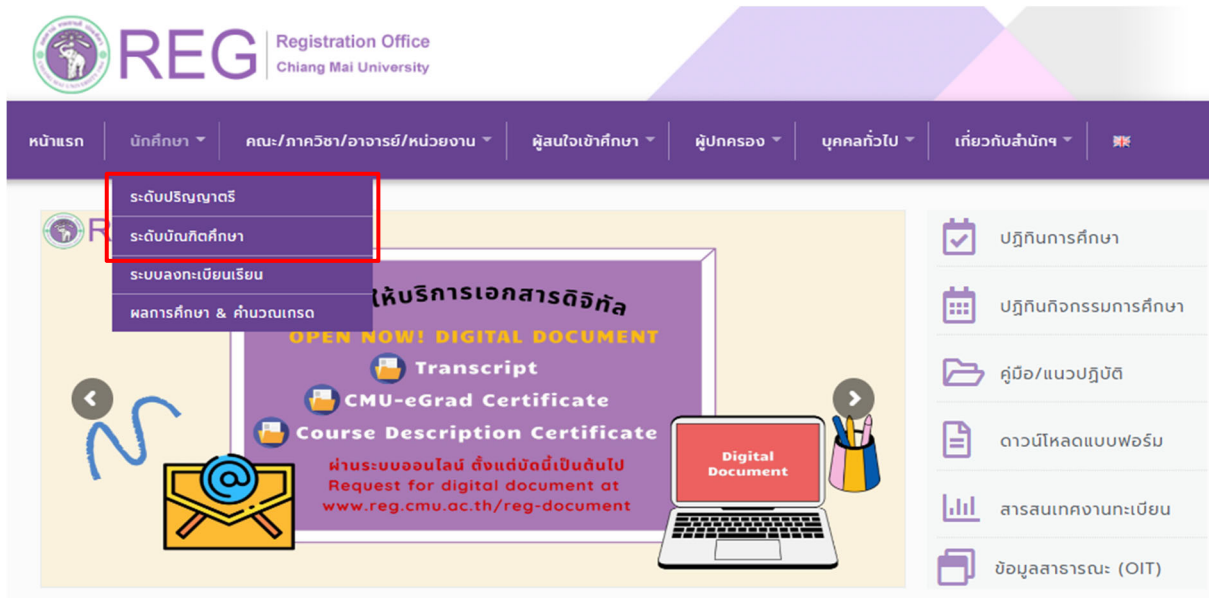 REG
Registration Office
Chiang Mai University
หน้าแรก
นักศึกษา
คณะ/ภาควิชา/อาจารย์/หน่วยงาน
ผู้สนใจเข้าศึกษา
ผู้ปกครอง
บุคคลทั่วไป
เกี่ยวกับสำนักฯ
ระดับปริญญาตรี
ระดับบัณฑิตศึกษา
ระบบลงทะเบียนเรียน
ผลการศึกษา & คำนวณเกรด
ให้บริการเอกสารดิจิทัล
OPEN NOW! DIGITAL DOCUMENT
Transcript
CMU-eGrad Certificate
Course Description Certificate
ผ่านระบบออนไลน์ ตั้งแต่บัดนี้เป็นต้นไป
Request for digital document at
www.reg.cmu.ac.th/reg-document
Digital
Document
ปฏิทินการศึกษา
ปฏิทินกิจกรรมการศึกษา
คู่มือ/แนวปฏิบัติ
ดาวน์โหลดแบบฟอร์ม
สารสนเทศงานทะเบียน
ข้อมูลสาธารณะ (OIT)